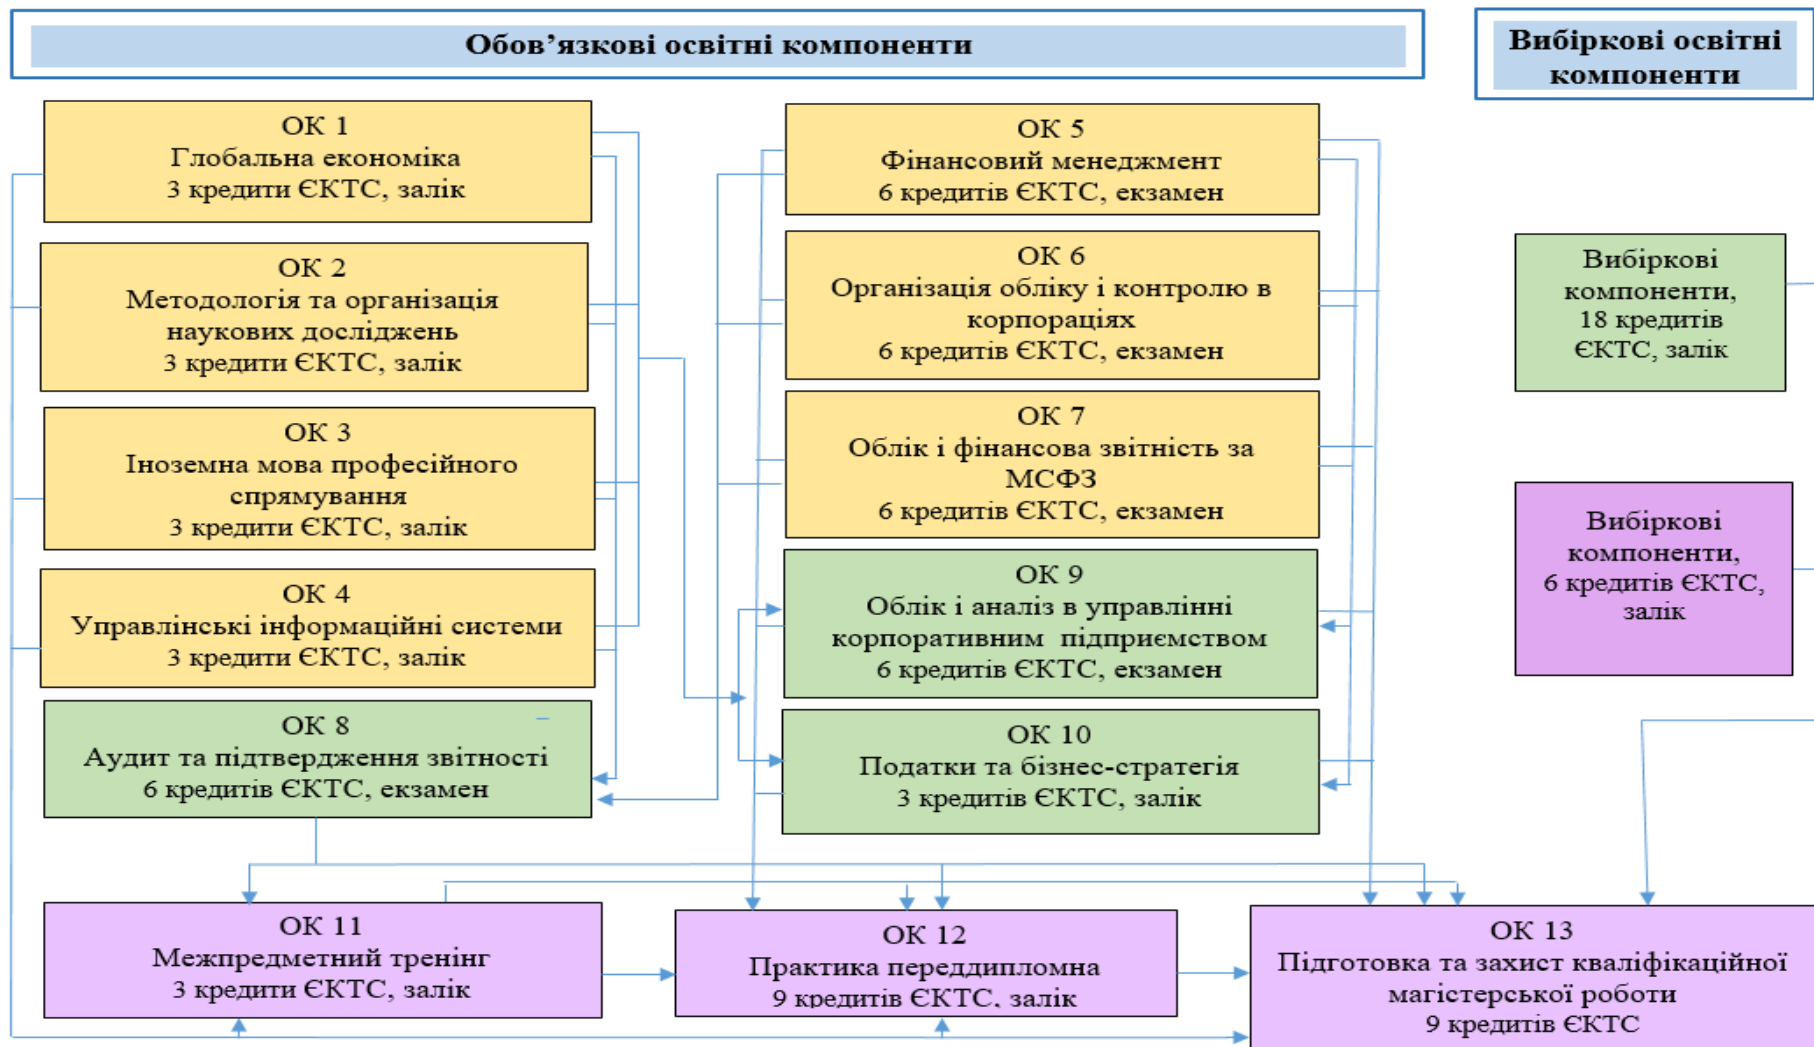 Обов’язкові освітні компоненти
Вибіркові освітні
компоненти
ОК 1
Глобальна економіка
3 кредити ЄКТС, залік
ОК 2
Методологія та організація
наукових досліджень
3 кредити ЄКТС, залік
ОК 3
Іноземна мова професійного
спрямування
3 кредити ЄКТС, залік
ОК 4
Управлінські інформаційні системи
3 кредити ЄКТС, залік
ОК 8
Аудит та підтвердження звітності
6 кредитів ЄКТС, екзамен
ОК 5
Фінансовий менеджмент
6 кредитів ЄКТС, екзамен
ОК 6
Організація обліку і контролю в
корпораціях
6 кредитів ЄКТС, екзамен
ОК 7
Облік і фінансова звітність за
МСФЗ
6 кредитів ЄКТС, екзамен
ОК 9
Облік і аналіз в управлінні
корпоративним підприємством
6 кредитів ЄКТС, екзамен
ОК 10
Податки та бізнес-стратегія
3 кредитів ЄКТС, залік
Вибіркові
компоненти,
18 кредитів
ЄКТС, залік
Вибіркові
компоненти,
6 кредитів ЄКТС,
залік
ОК 11
Межпредметний тренінг
3 кредити ЄКТС, залік
ОК 12
Практика переддипломна
9 кредитів ЄКТС, залік
ОК 13
Підготовка та захист кваліфікаційної
магістерської роботи
9 кредитів ЄКТС